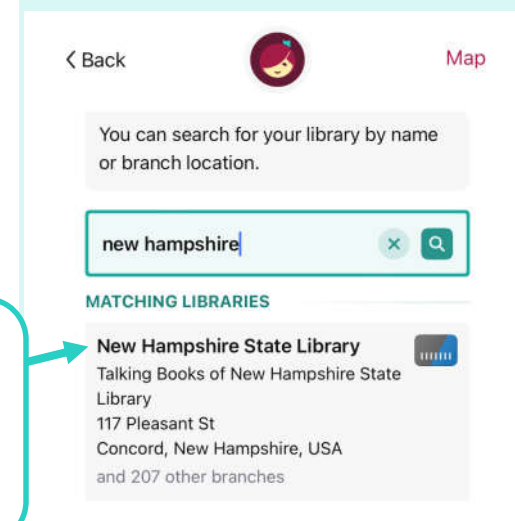 Back
Map
You can search for your library by name
or branch location.
new hampshire
MATCHING LIBRARIES
New Hampshire State Library
Talking Books of New Hampshire State
Library
117 Pleasant St
Concord, New Hampshire, USA
and 207 other branches